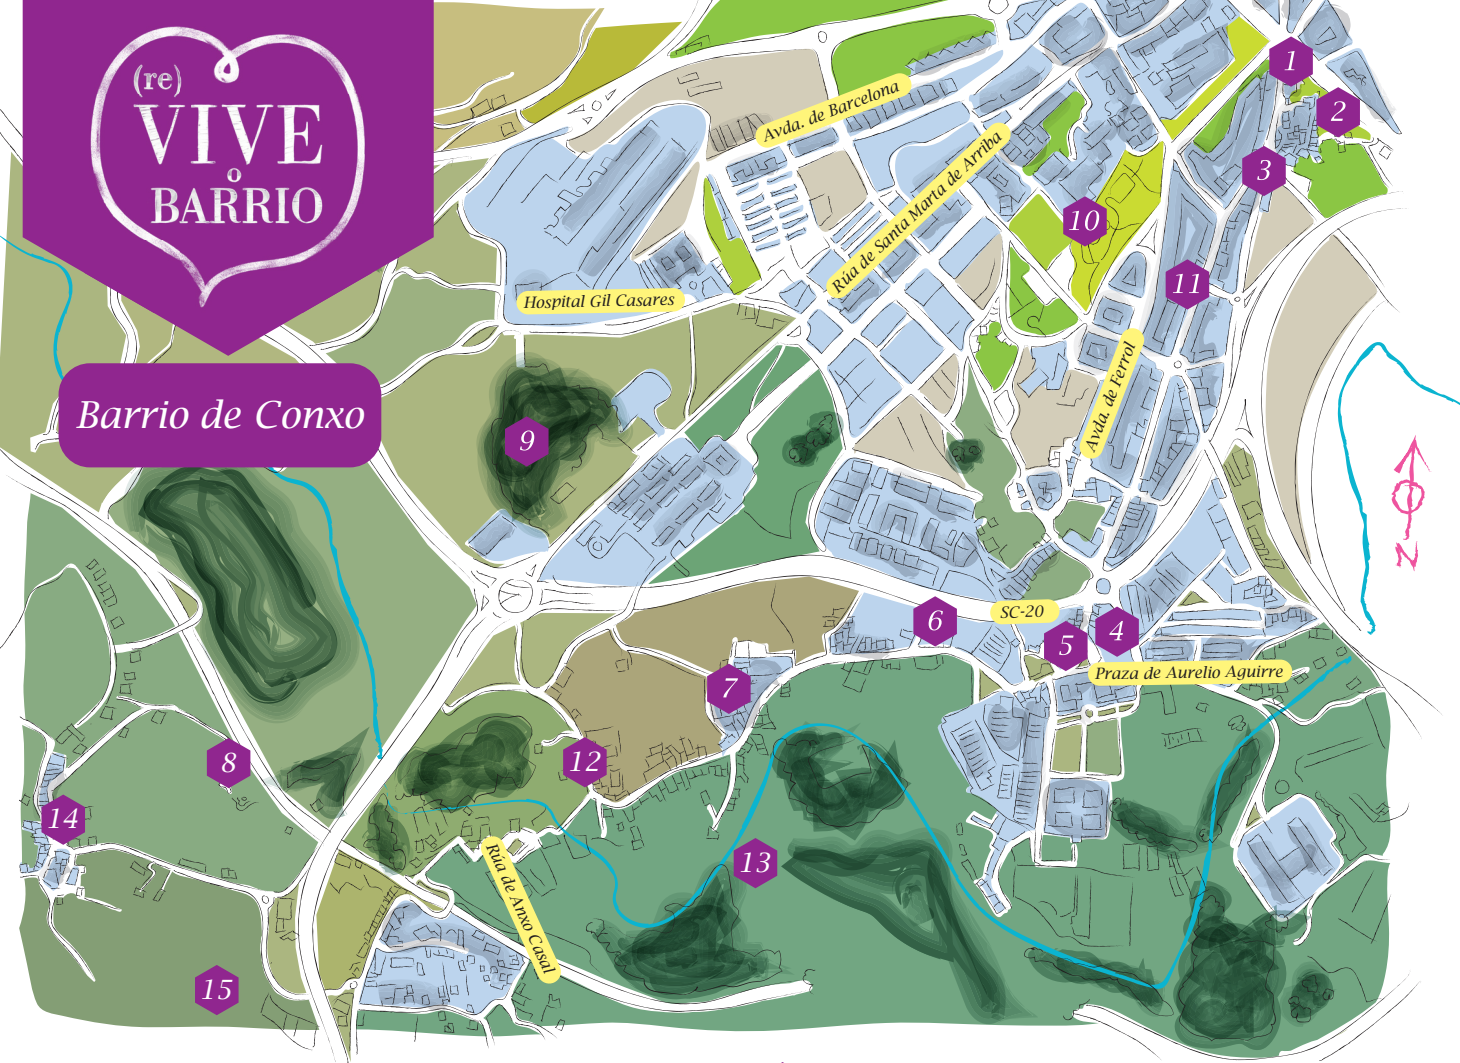 (re)
VIVE
o
BARRIO
Barrio de Conxo
1
2
Avda. de Barcelona
3
Rúa de Santa Marta de Arriba
10
11
Hospital Gil Casares
Avda. de Ferrol
9
N
SC-20
6
4
5
Praza de Aurelio Aguirre
7
8
12
14
13
Rúa de Anxo Casal
15